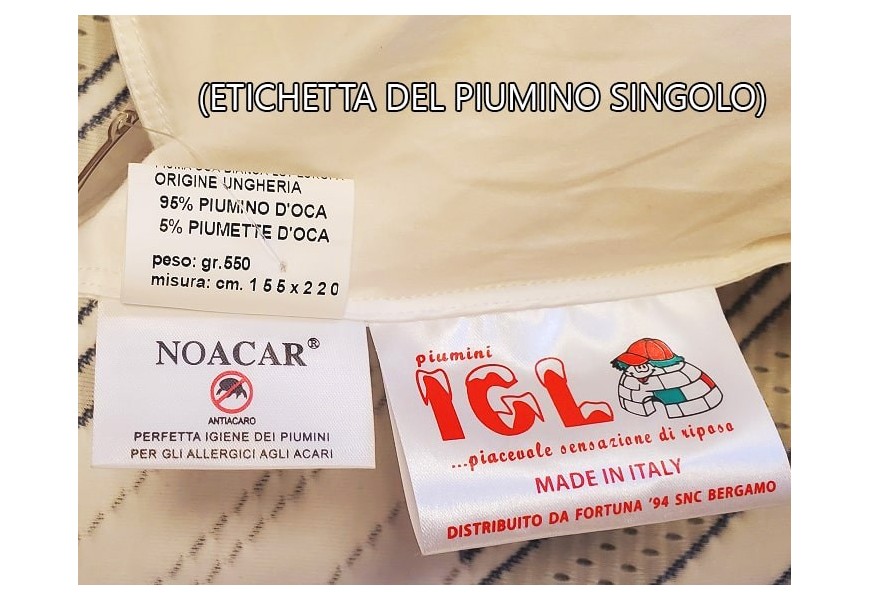 (ETICHETTA DEL PIUMINO SINGOLO)
ORIGINE UNGHERIA
95% PIUMINO D'OCA
5% PIUMETTE D'OCA
peso: gr.550
misura: cm. 155x220
NOACAR®
ANTIACARO
PERFETTA IGIENE DEI PIUMINI
PER GLI ALLERGICI AGLI ACARI
piumini
IGL
...piacevole sensazione di riposo
MADE IN ITALY
DISTRIBUITO DA FORTUNA '94 SNC BERGAMO